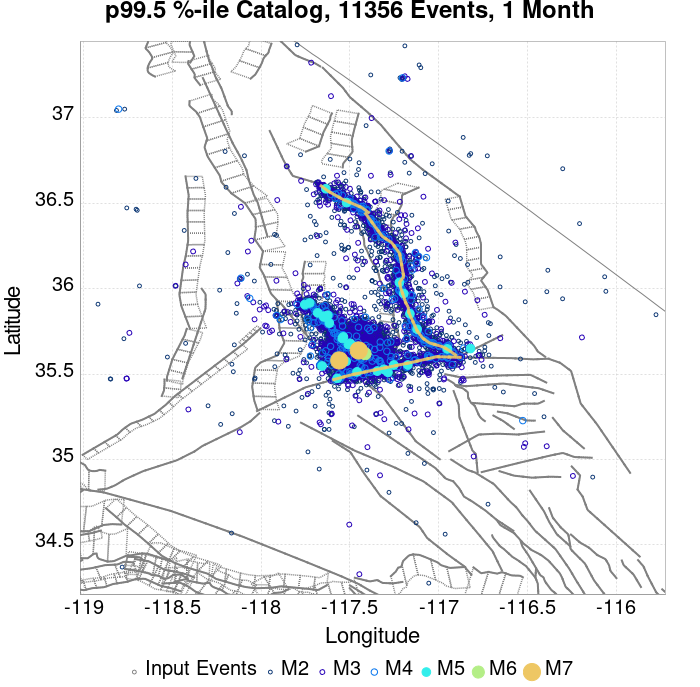 p99.5 %-ile Catalog, 11356 Events, 1 Month
37
36.5
36
35.5
35
34.5
Latitude
-119
-118.5
-118
-117.5
-117
-116.5
-116
Longitude
Input Events
M2
M3
M4
M5
M6
M7